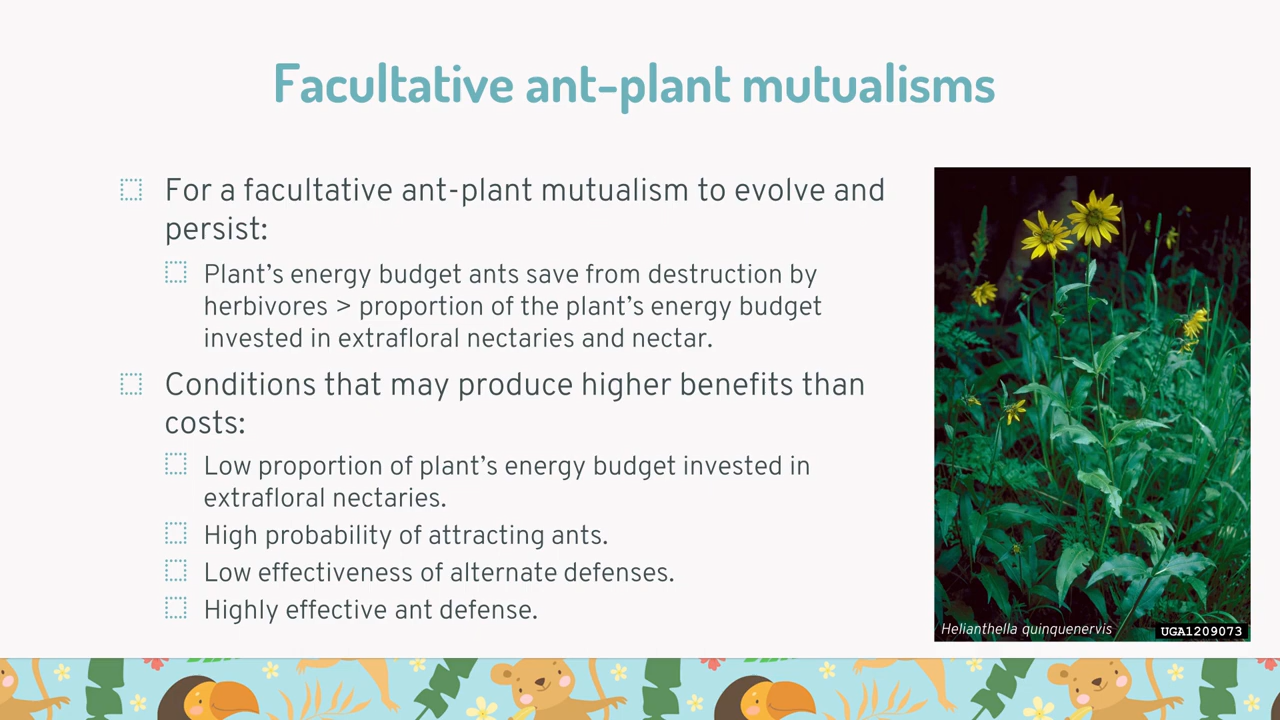 Facultative ant-plant mutualisms
For a facultative ant-plant mutualism to evolve and
persist:
Plant’s energy budget ants save from destruction by
herbivores > proportion of the plant’s energy budget
invested in extrafloral nectaries and nectar.
Conditions that may produce higher benefits than
costs:
Low proportion of plant’s energy budget invested in
extrafloral nectaries.
High probability of attracting ants.
Low effectiveness of alternate defenses.
Highly effective ant defense.
Helianthella quinquenervis
UGA1209073